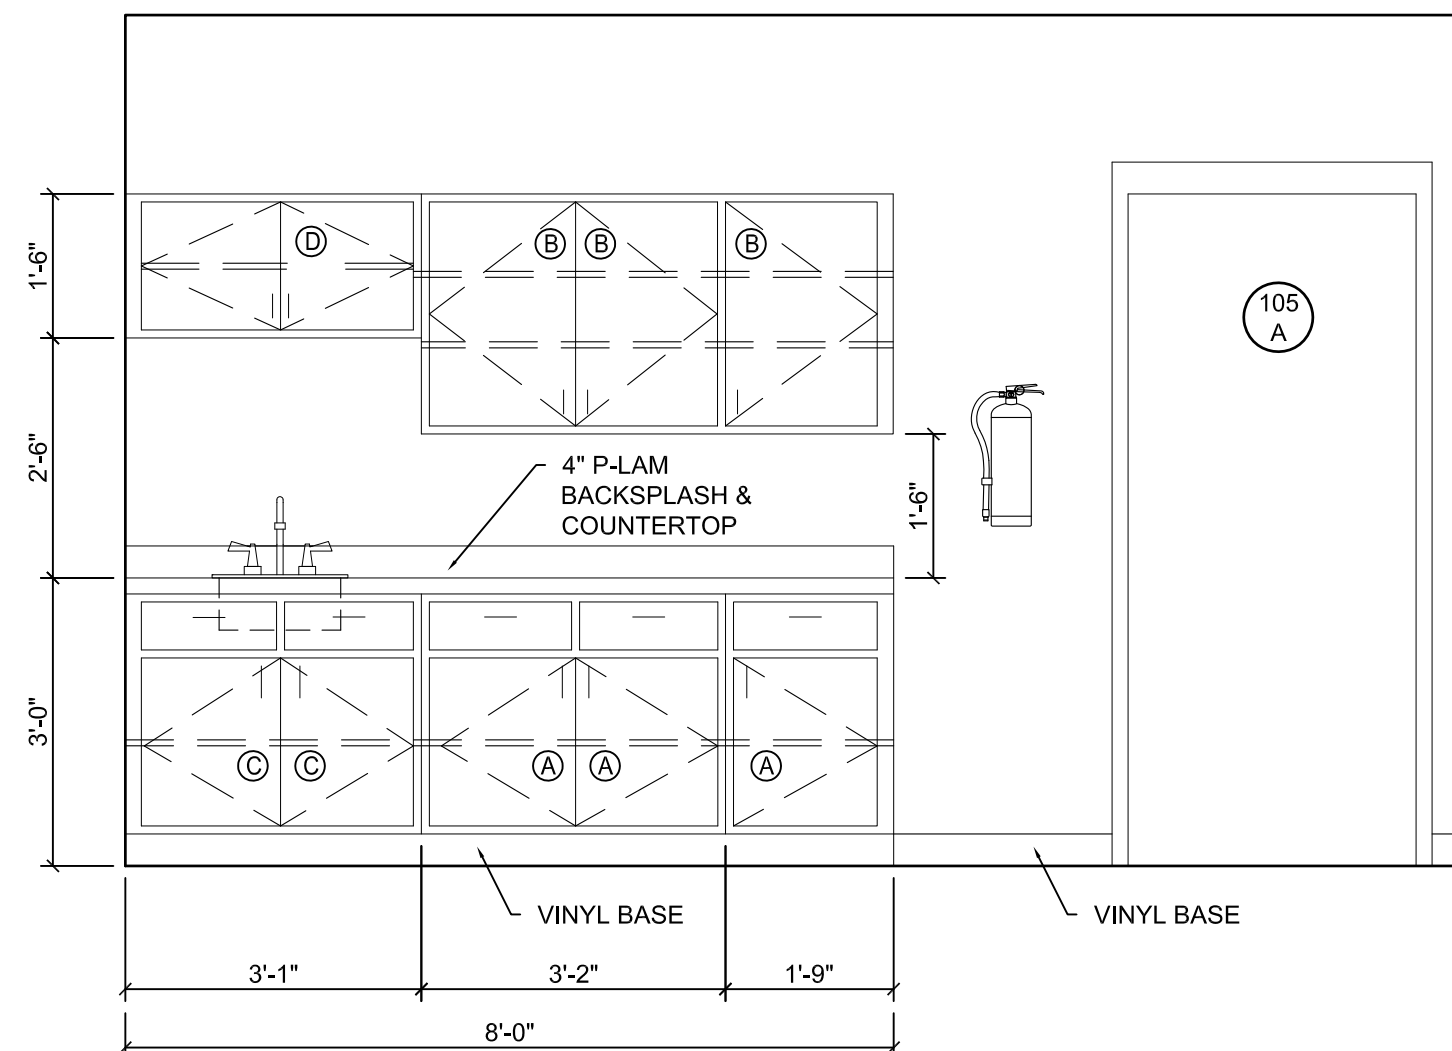 D
B
B
B
105
A
1'-6"
2'-6"
3'-0"
4" P-LAM
BACKSPLASH &
COUNTERTOP
1'-6"
C
C
A
A
A
VINYL BASE
VINYL BASE
3'-1"
3'-2"
1'-9"
8'-0"